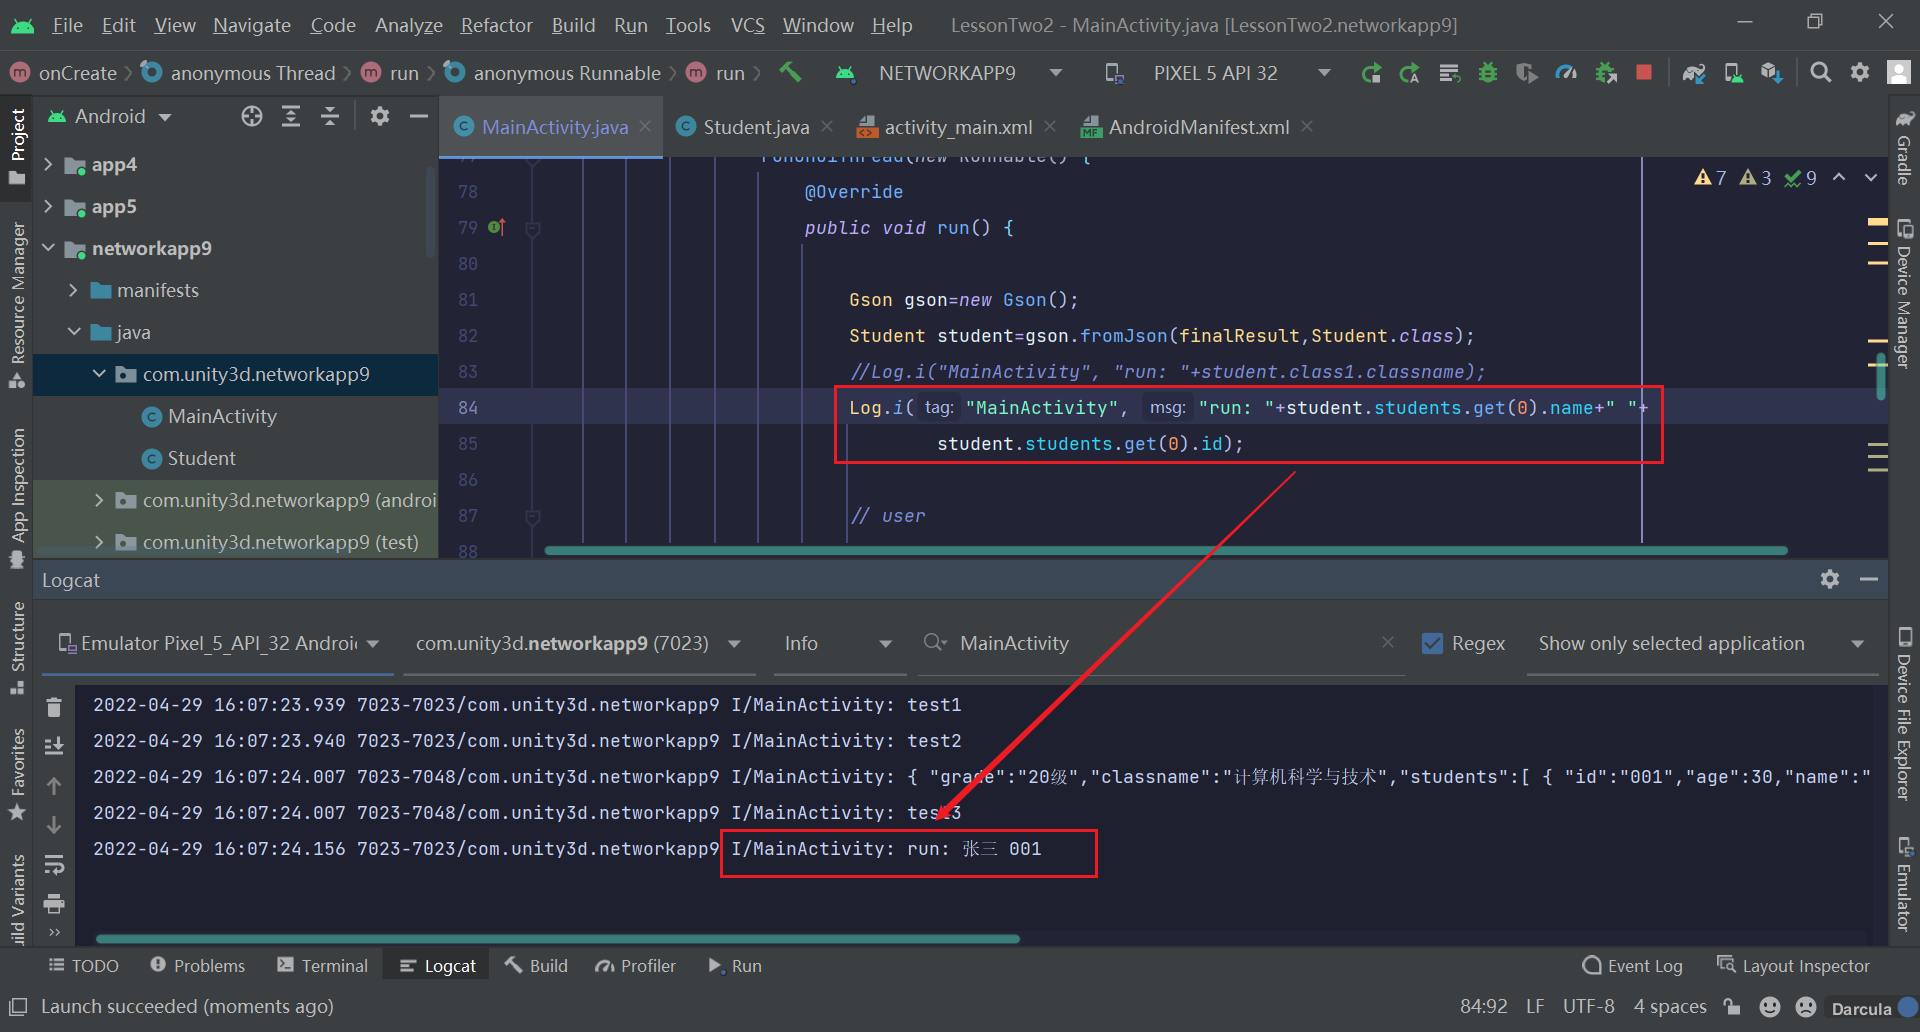 File Edit View Navigate Code Analyze Refactor Build Run Tools VCS Window Help LessonTwo2 - MainActivity.java [LessonTwo2.networkapp9]
onCreate anonymous Thread run anonymous Runnable run NETWORKAPP9 PIXEL 5 API 32
Project
Resource Manager
App Inspection
Structure
Favorites
Android
app4
app5
networkapp9
manifests
java
com.unity3d.networkapp9
MainActivity
Student
com.unity3d.networkapp9 (androi
com.unity3d.networkapp9 (test)
MainActivity.java Student.java activity_main.xml AndroidManifest.xml
7 3 9
78 @Override
79 public void run() {
80
81 Gson gson=new Gson();
82 Student student=gson.fromJson(finalResult,Student.class);
83 //Log.i("MainActivity", "run: "+student.class1.classname);
84 Log.i( tag: "MainActivity", msg: "run: "+student.students.get(0).name+" "+
85 student.students.get(0).id);
86
87 // user
88
Gradle
Device Manager
Device File Explorer
Emulator
Logcat
Emulator Pixel_5_API_32 Androi com.unity3d.networkapp9 (7023) Info MainActivity Regex Show only selected application
2022-04-29 16:07:23.939 7023-7023/com.unity3d.networkapp9 I/MainActivity: test1
2022-04-29 16:07:23.940 7023-7023/com.unity3d.networkapp9 I/MainActivity: test2
2022-04-29 16:07:24.007 7023-7048/com.unity3d.networkapp9 I/MainActivity: { "grade":"20级","classname":"计算机科学与技术","students":[ { "id":"001","age":30,"name":"
2022-04-29 16:07:24.007 7023-7048/com.unity3d.networkapp9 I/MainActivity: test3
2022-04-29 16:07:24.156 7023-7023/com.unity3d.networkapp9 I/MainActivity: run: 张三 001
TODO Problems Terminal Logcat Build Profiler Run Event Log Layout Inspector
Launch succeeded (moments ago) 84:92 LF UTF-8 4 spaces Darcula